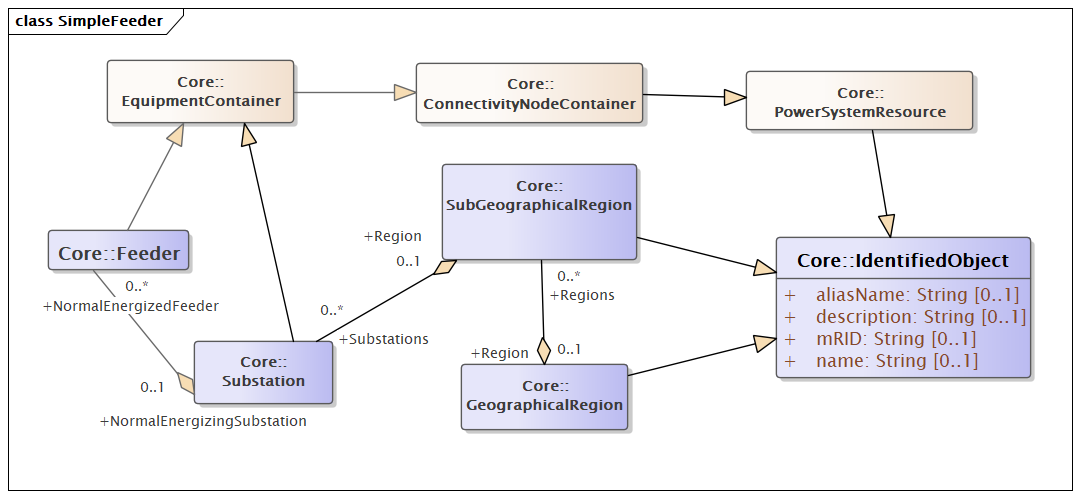 class SimpleFeeder
Core::
EquipmentContainer
Core::
ConnectivityNodeContainer
Core::
PowerSystemResource
Core::
SubGeographicalRegion
Core::Feeder
+Region
0..1
0..*
+NormalEnergizedFeeder
0..*
+Substations
0..*
+Regions
Core::IdentifiedObject
+ aliasName: String [0..1]
+ description: String [0..1]
+ mRID: String [0..1]
+ name: String [0..1]
Core::
Substation
+Region
0..1
0..1
+NormalEnergizingSubstation
Core::
GeographicalRegion